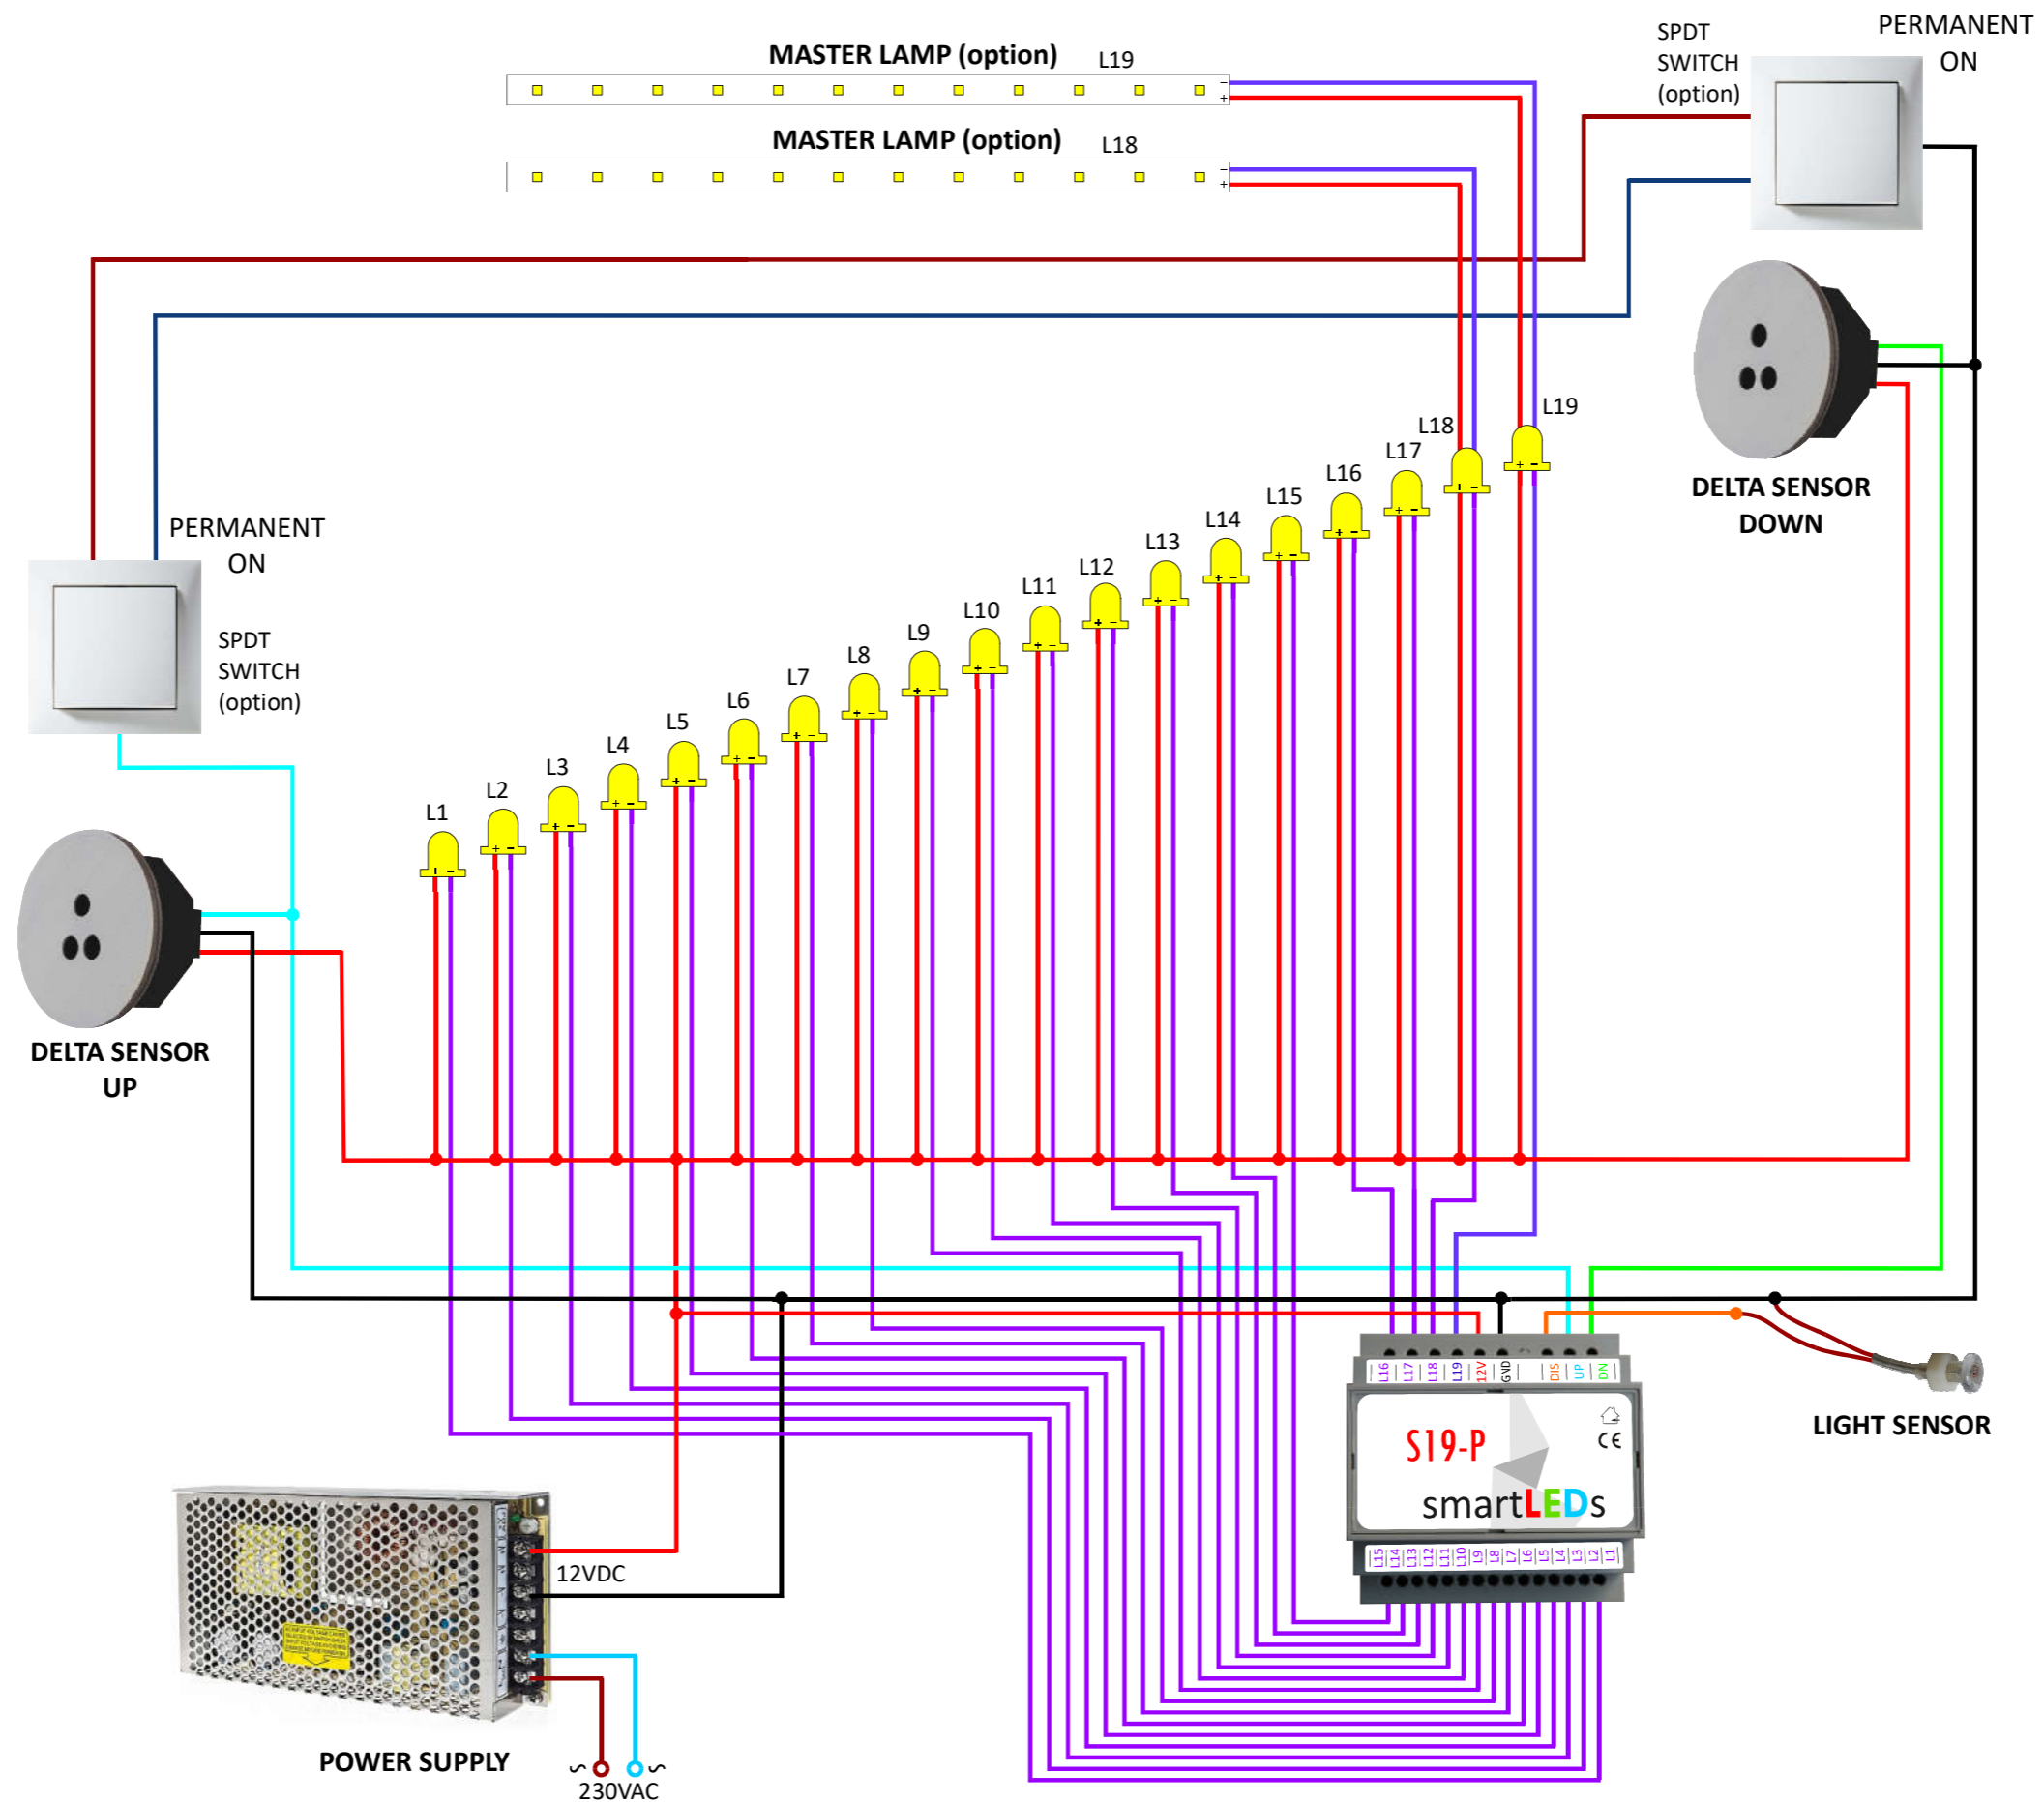 SPDT
SWITCH
(option)
PERMANENT
ON
MASTER LAMP (option)
L19
−
+
MASTER LAMP (option)
L18
−
+
DELTA SENSOR
DOWN
PERMANENT
ON
SPDT
SWITCH
(option)
DELTA SENSOR
UP
L1
+ −
L2
+ −
L3
+ −
L4
+ −
L5
+ −
L6
+ −
L7
+ −
L8
+ −
L9
+ −
L10
+ −
L11
+ −
L12
+ −
L13
+ −
L14
+ −
L15
+ −
L16
+ −
L17
+ −
L18
+ −
L19
+ −
L16 L17 L18 L19 12V GND DIS UP DN
S19-P
CE
smartLEDs
L15 L14 L13 L12 L11 L10 L9 L8 L7 L6 L5 L4 L3 L2 L1
LIGHT SENSOR
12VDC
POWER SUPPLY
~ ~
230VAC